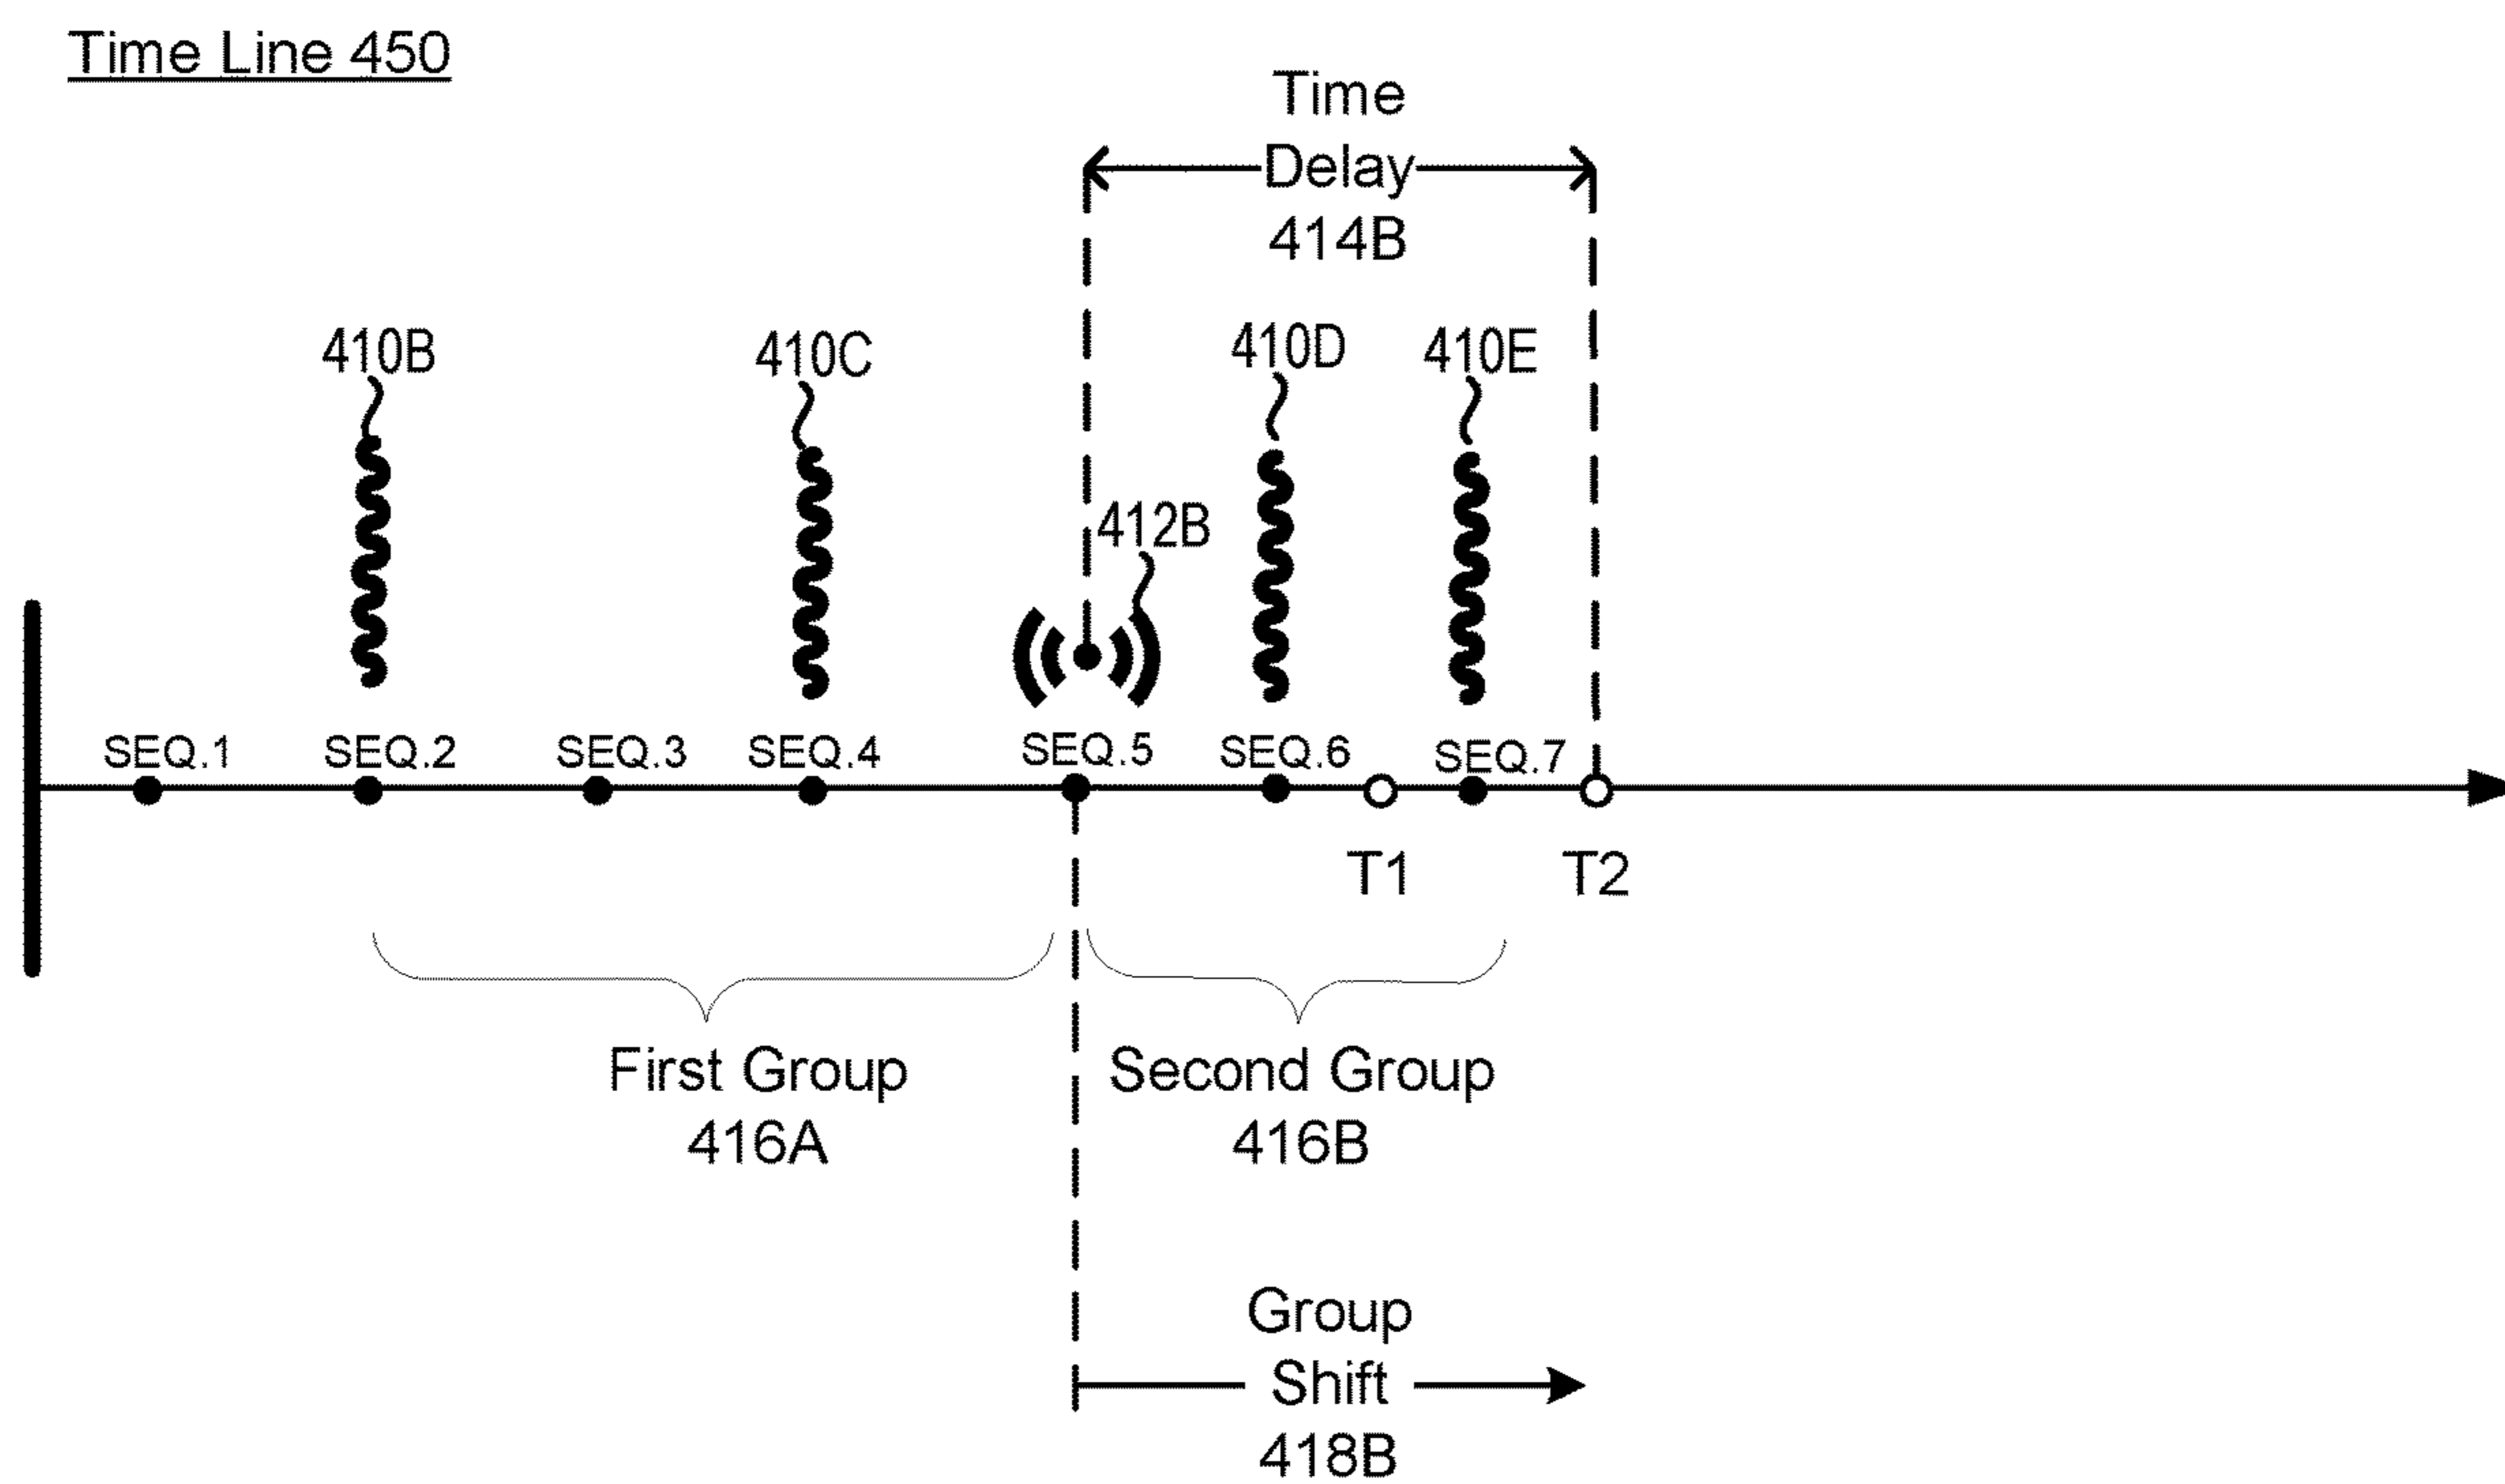 Time Line 450
Time
Delay
414B
410B
410C
410D
410E
412B
SEQ.1
SEQ.2
SEQ.3
SEQ.4
SEQ.5
SEQ.6
SEQ.7
T1
T2
First Group
416A
Second Group
416B
Group
Shift
418B